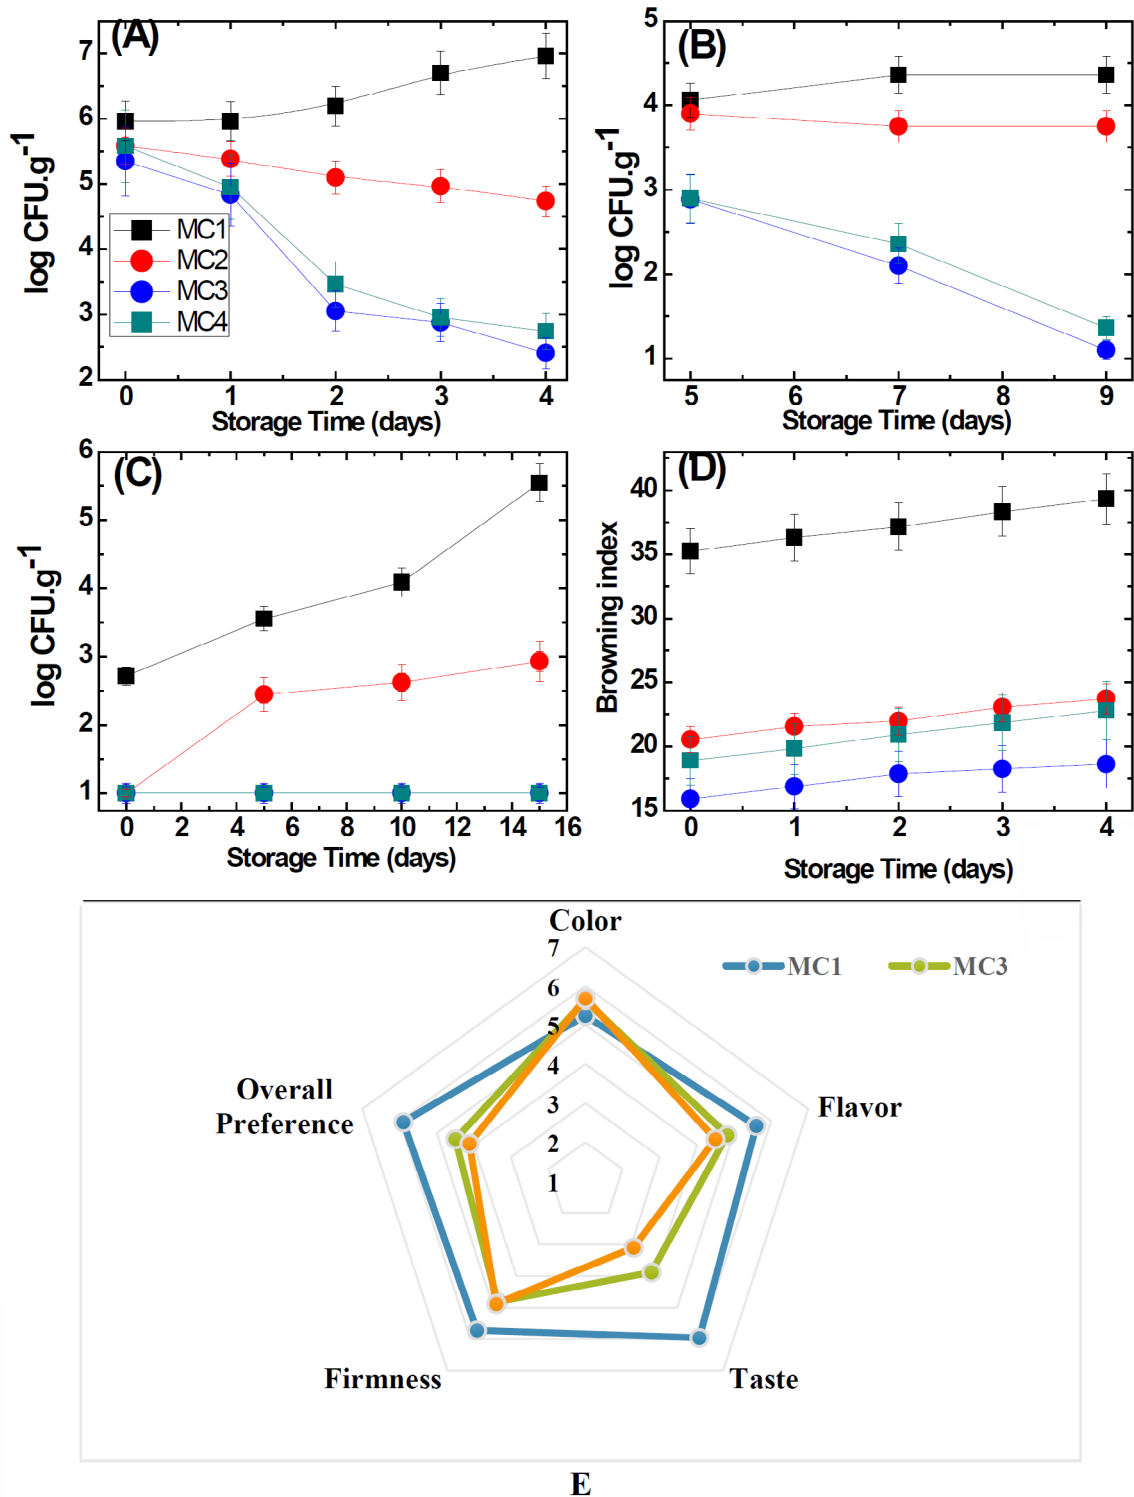 (A)
7
6
5
4
3
2
log CFU.g-1
MC1
MC2
MC3
MC4
0 1 2 3 4
Storage Time (days)
(B)
5
4
3
2
1
log CFU.g-1
5 6 7 8 9
Storage Time (days)
(C)
6
5
4
3
2
1
log CFU.g-1
0 2 4 6 8 10 12 14 16
Storage Time (days)
(D)
40
35
30
25
20
15
Browning index
0 1 2 3 4
Storage Time (days)
Color
7
6
5
4
3
2
1
MC1 MC3
Overall
Preference
Flavor
Firmness
Taste
E